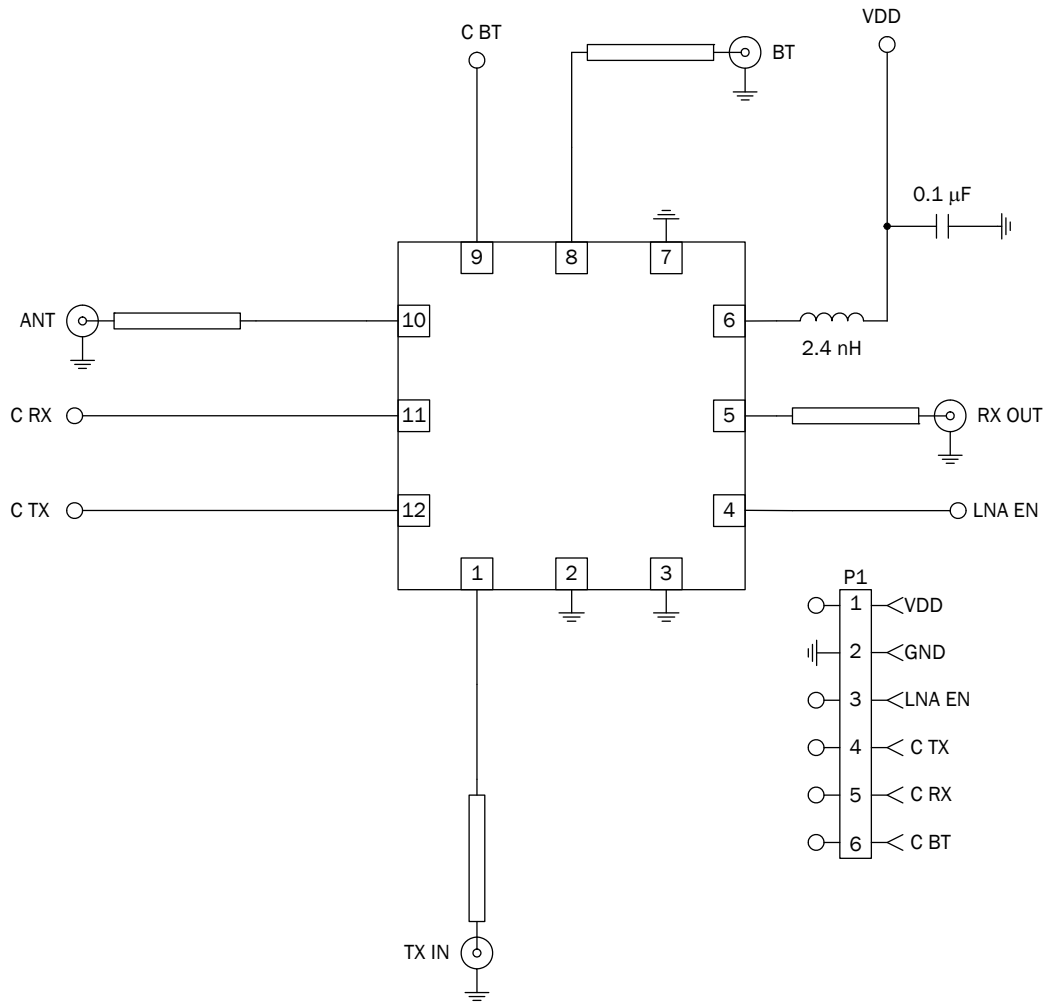 VDD
C BT
BT
0.1 μF
9
8
7
ANT
10
6
2.4 nH
C RX
11
5
RX OUT
C TX
12
4
LNA EN
1
2
3
P1
1
VDD
2
GND
3
LNA EN
4
C TX
5
C RX
6
C BT
TX IN